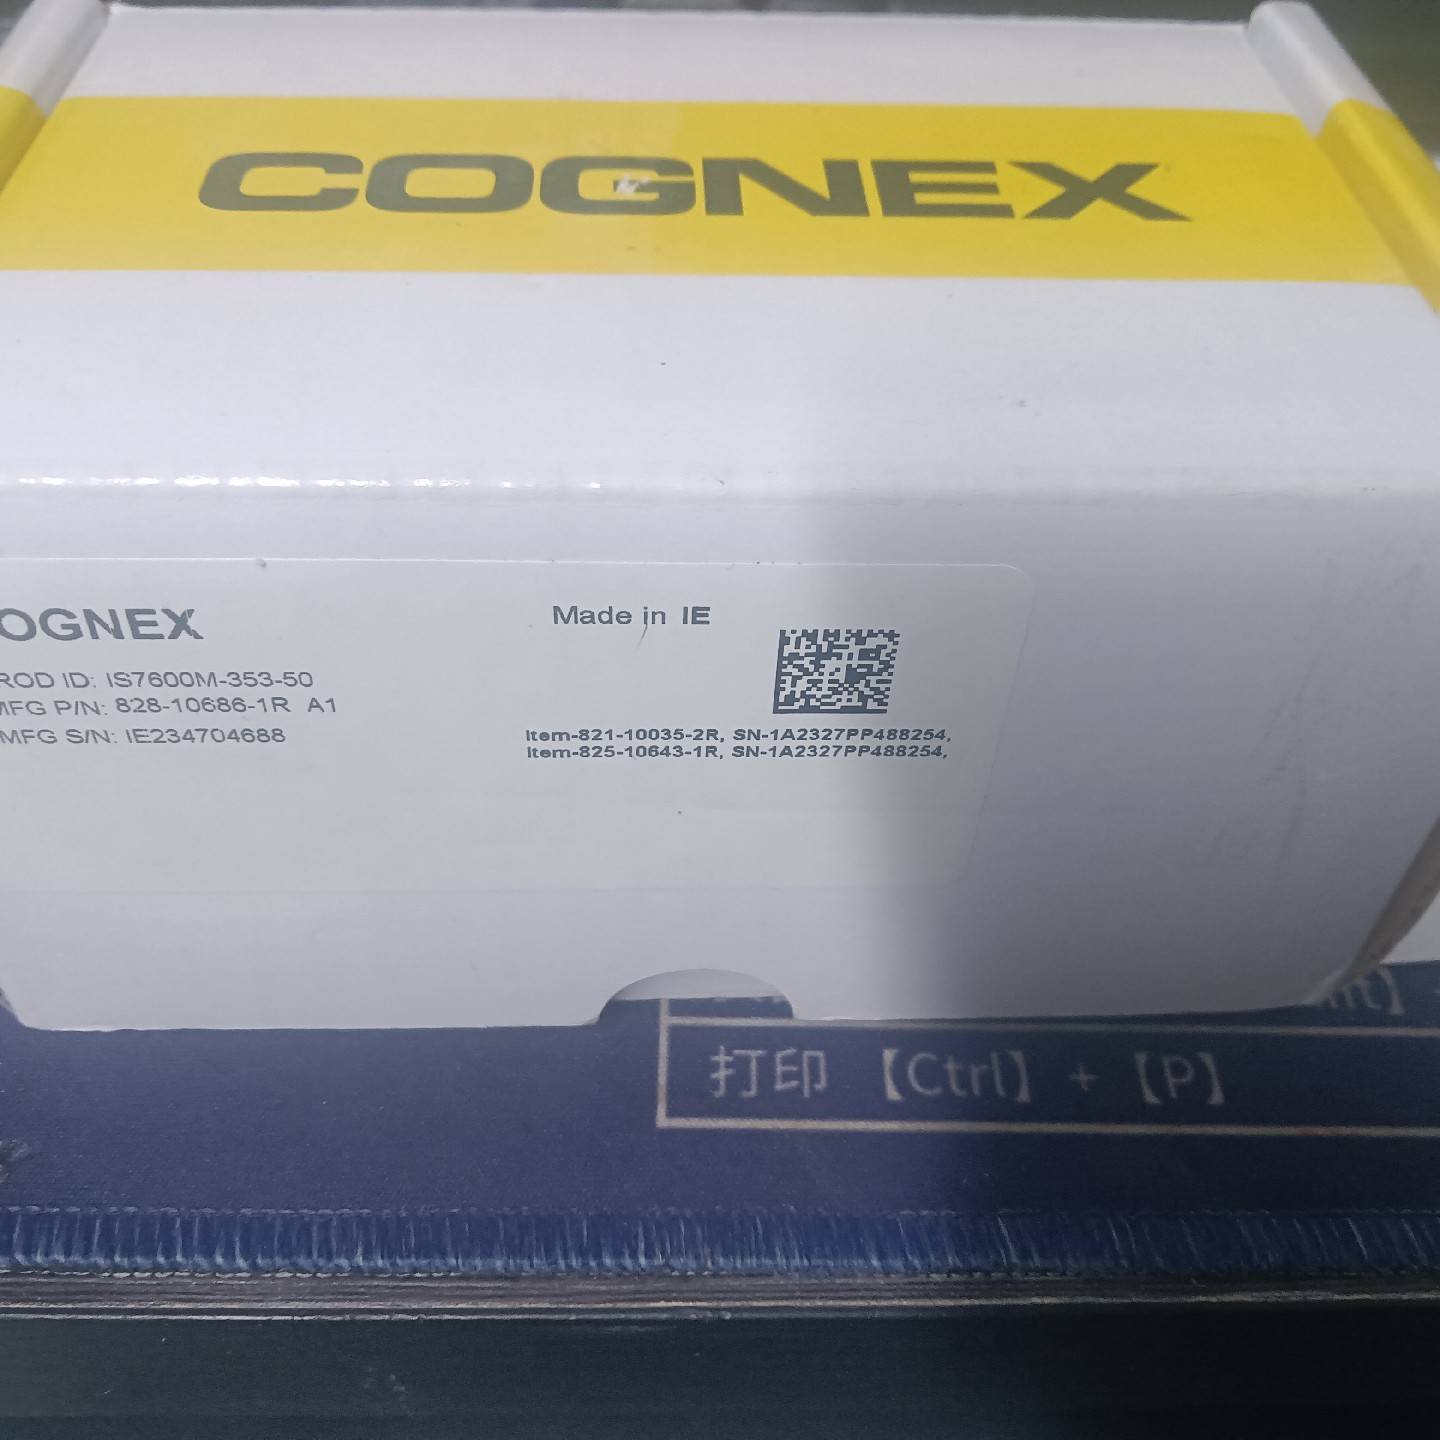 COGNEX
OGNEX
Made in IE
ROD ID: IS7600M-353-50
MFG P/N: 828-10686-1R A1
MFG S/N: IE234704688
Item-821-10035-2R, SN-1A2327PP488254,
Item-825-10643-1R, SN-1A2327PP488254,
打印 【Ctrl】 + 【P】